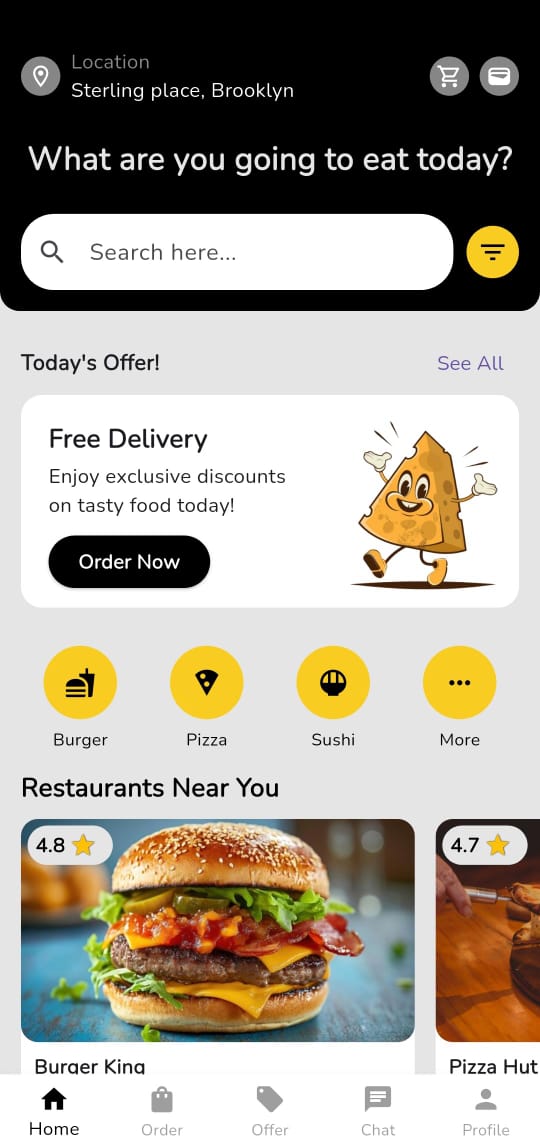 Location
Sterling place, Brooklyn
What are you going to eat today?
Search here...
Today's Offer!
See All
Free Delivery
Enjoy exclusive discounts
on tasty food today!
Order Now
Burger
Pizza
Sushi
More
Restaurants Near You
4.8
4.7
Burger King
Pizza Hut
Home
Order
Offer
Chat
Profile